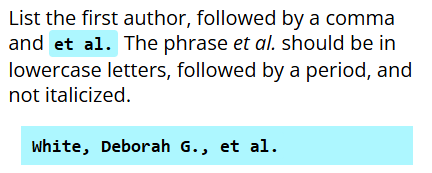 List the first author, followed by a comma
and et al. The phrase et al. should be in
lowercase letters, followed by a period, and
not italicized.
White, Deborah G., et al.